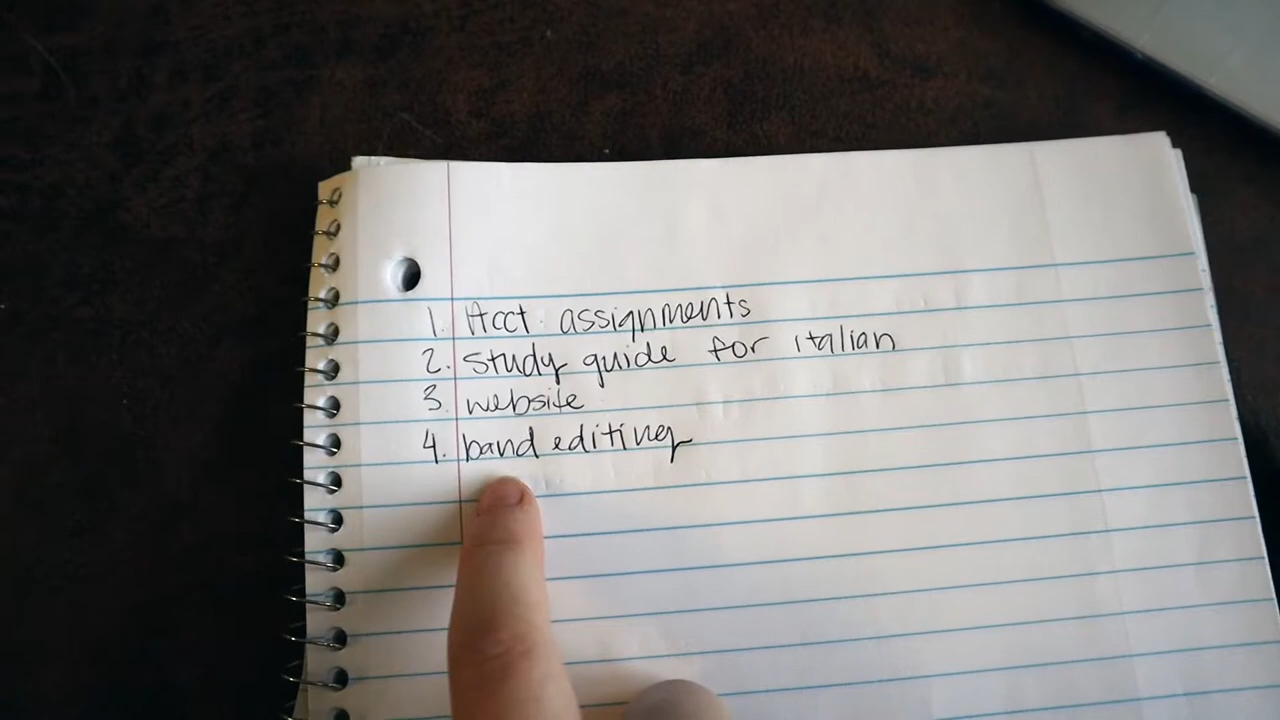 1. Acct. assignments
2. study guide for italian
3. website
4. band editing